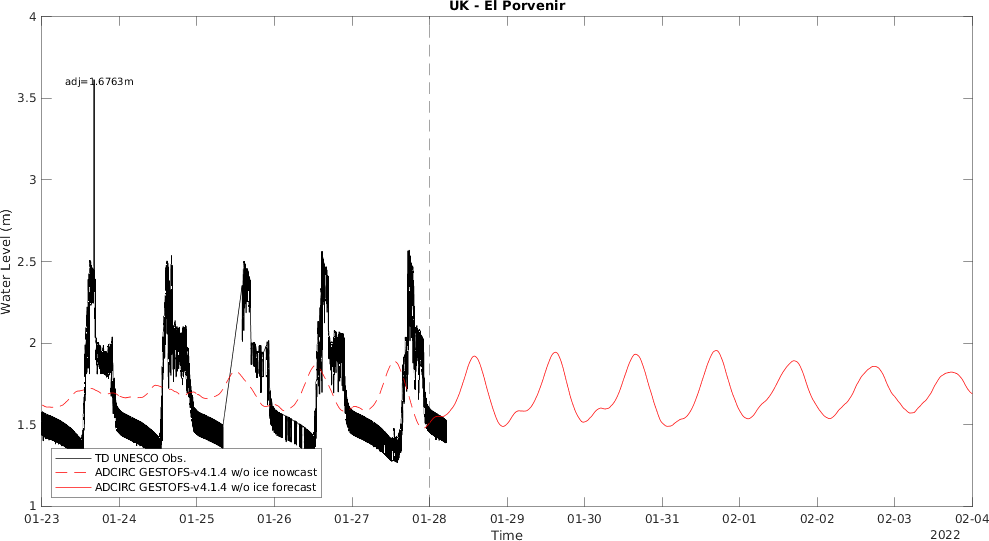 UK - El Porvenir
4
3.5
3
2.5
2
1.5
1
Water Level (m)
adj=1.6763m
TD UNESCO Obs.
ADCIRC GESTOFS-v4.1.4 w/o ice nowcast
ADCIRC GESTOFS-v4.1.4 w/o ice forecast
01-23 01-24 01-25 01-26 01-27 01-28 01-29 01-30 01-31 02-01 02-02 02-03 02-04
Time
2022